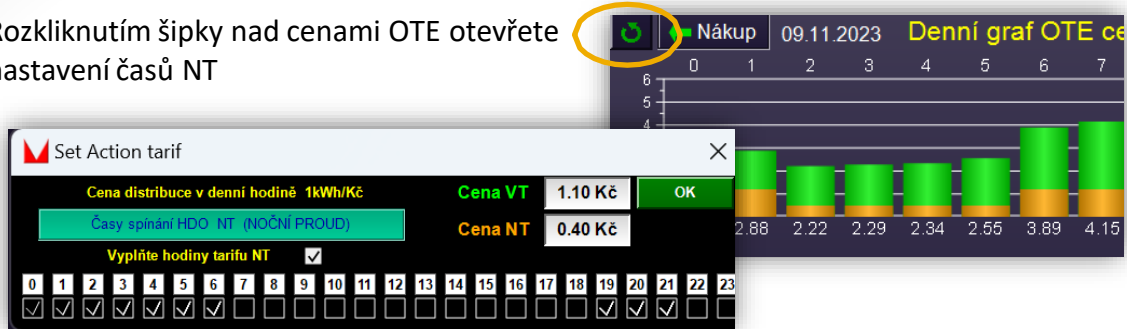 Rozkliknutím šipky nad cenami OTE otevřete
nastavení časů NT
Nákup 09.11.2023 Denní graf OTE ce
0 1 2 3 4 5 6 7
6
5
4
2.88 2.22 2.29 2.34 2.55 3.89 4.15
Set Action tarif
Cena distribuce v denní hodině 1kWh/Kč
Cena VT 1.10 Kč OK
Časy spínání HDO NT (NOČNÍ PROUD)
Cena NT 0.40 Kč
Vyplňte hodiny tarifu NT
0 1 2 3 4 5 6 7 8 9 10 11 12 13 14 15 16 17 18 19 20 21 22 23